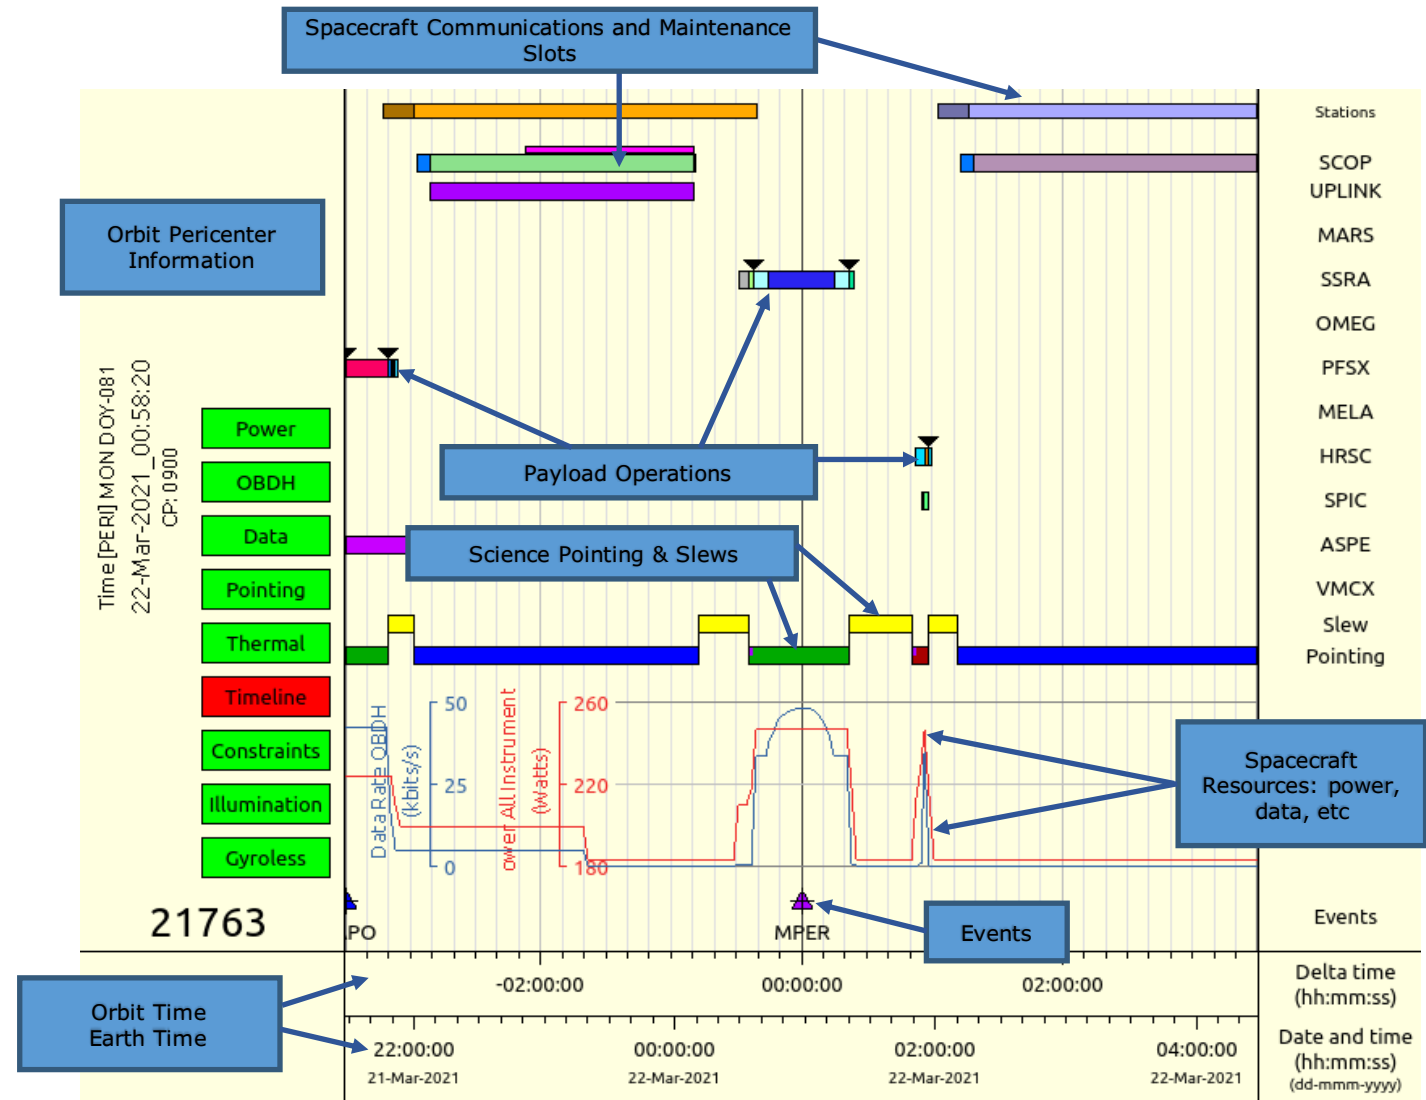 Spacecraft Communications and Maintenance
Slots
Stations
SCOP
UPLINK
MARS
SSRA
OMEG
PFSX
MELA
HRSC
SPIC
ASPE
VMCX
Slew
Pointing
Orbit Pericenter
Information
Time [PERI] MON DOY-081
22-Mar-2021_00:58:20
CP: 0900
Power
OBDH
Data
Pointing
Thermal
Timeline
Constraints
Illumination
Gyroless
Payload Operations
Science Pointing & Slews
Data Rate OBDH
(kbits/s)
50
25
0
ower All Instrument
(Watts)
260
220
180
Spacecraft
Resources: power,
data, etc
21763
PO
MPER
Events
Events
Orbit Time
Earth Time
-02:00:00
00:00:00
02:00:00
Delta time
(hh:mm:ss)
22:00:00
00:00:00
02:00:00
04:00:00
21-Mar-2021
22-Mar-2021
22-Mar-2021
22-Mar-2021
Date and time
(hh:mm:ss)
(dd-mmm-yyyy)